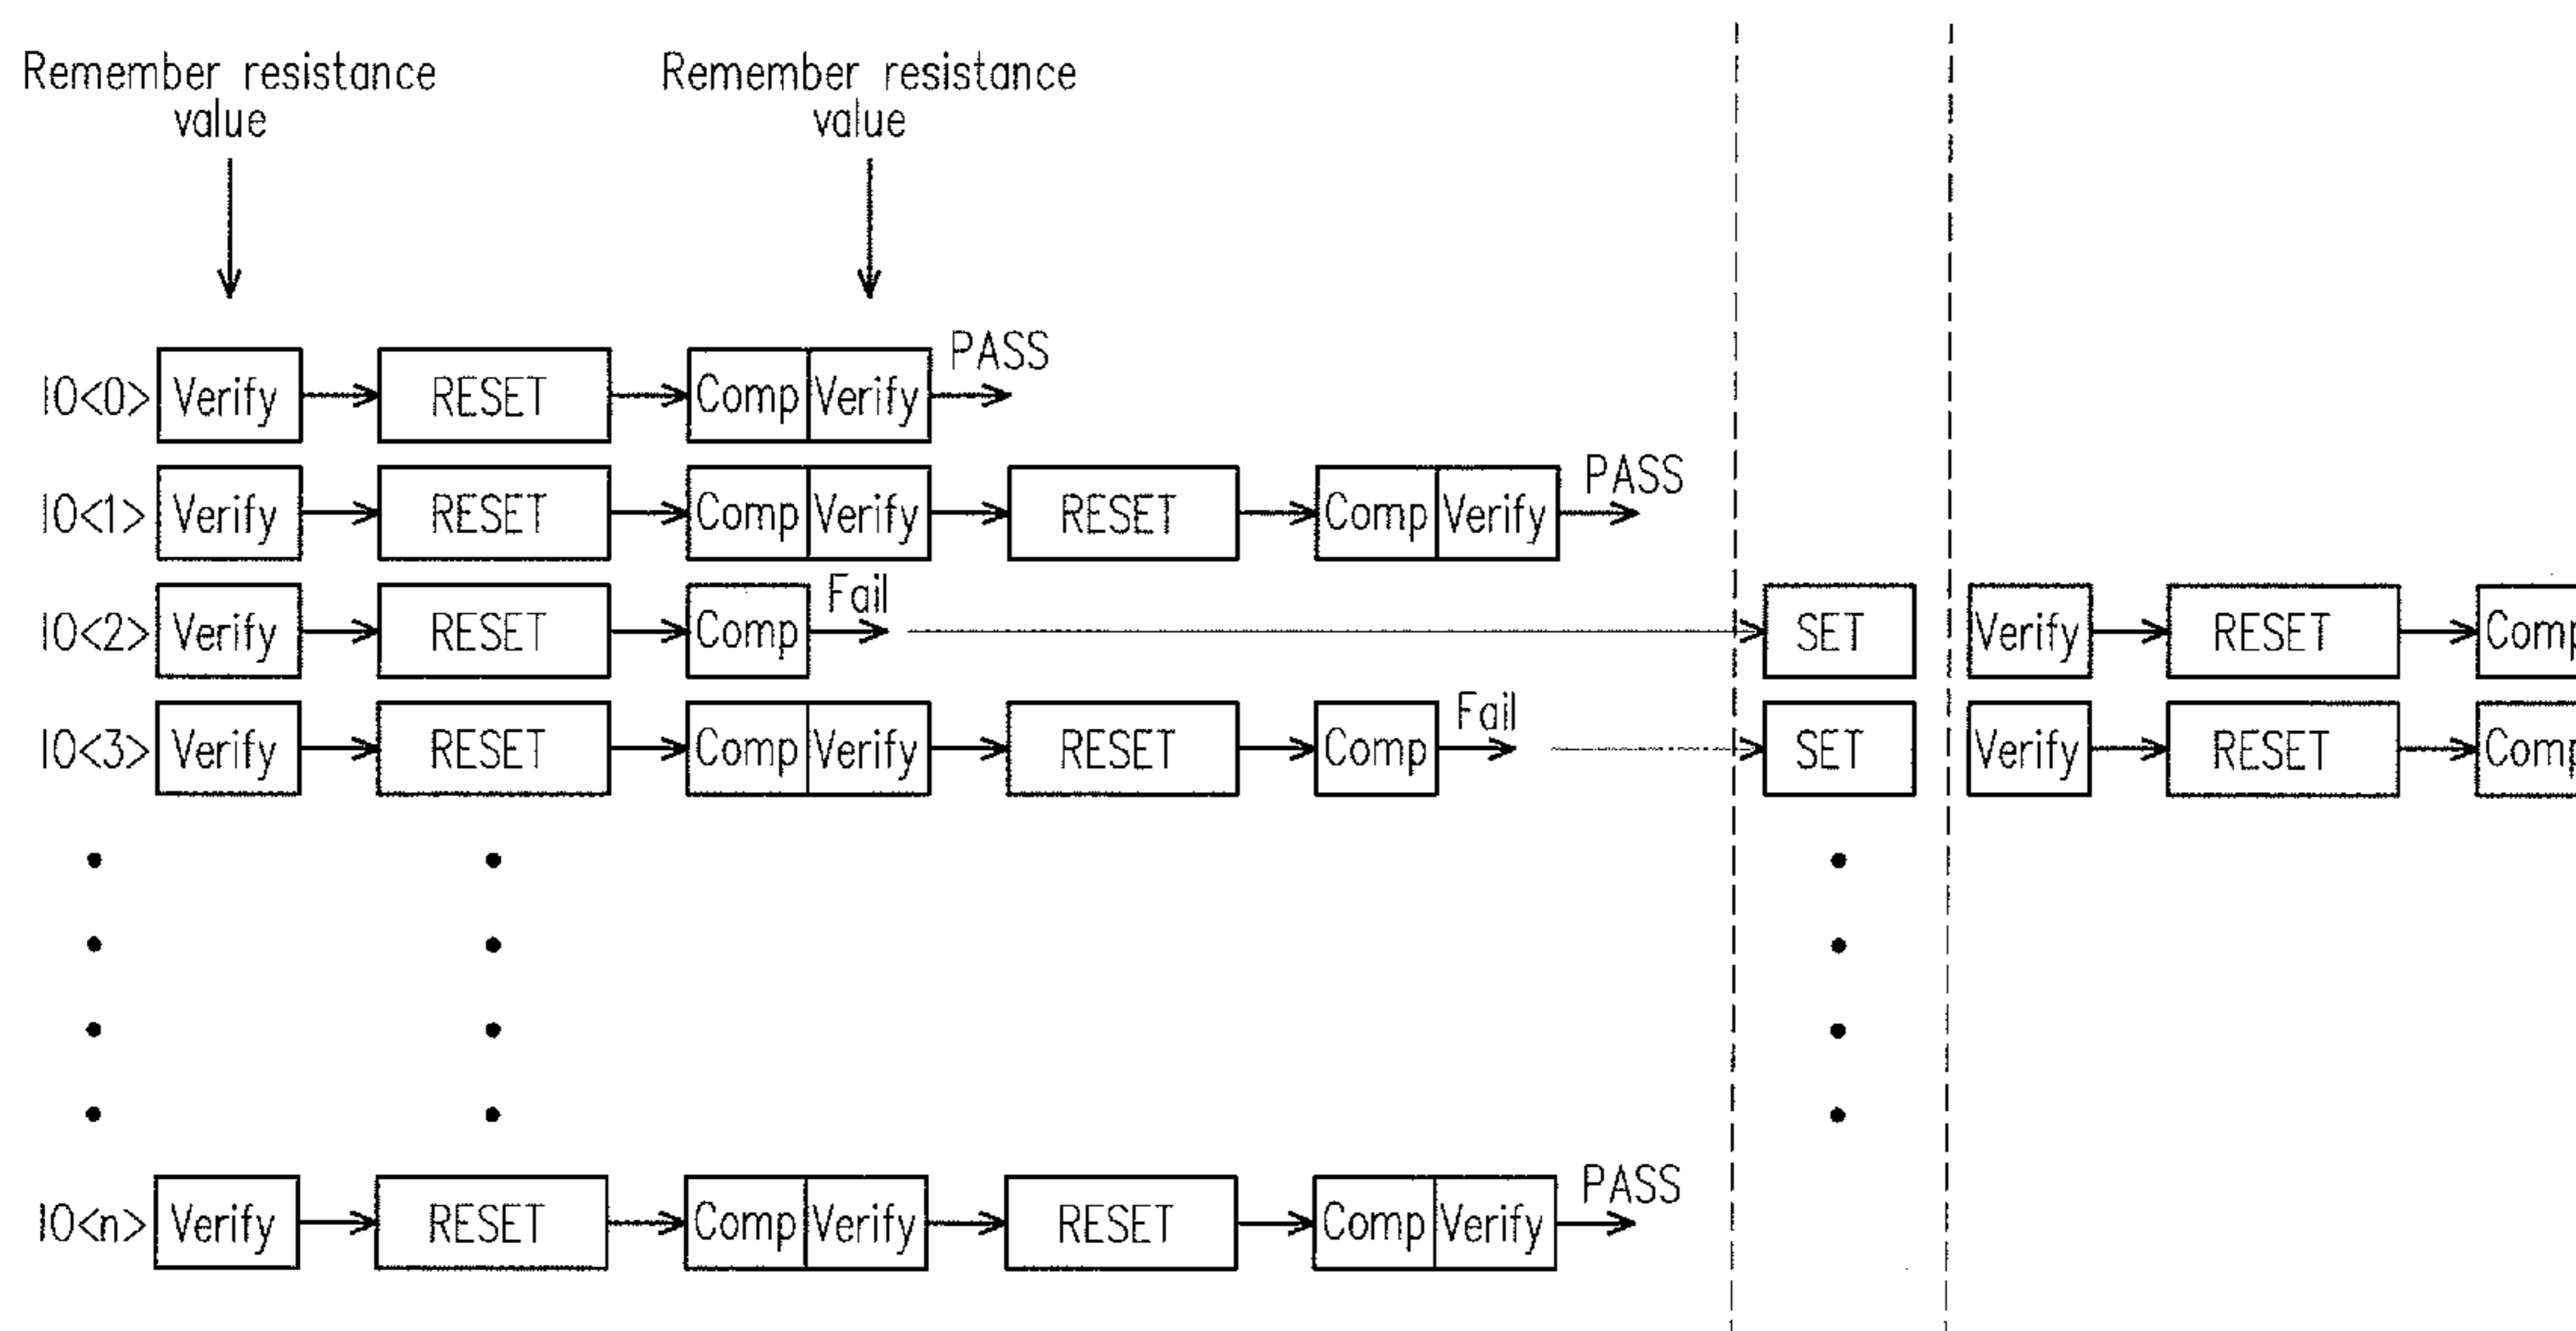 Remember resistance value
Remember resistance value
IO<0> Verify RESET Comp Verify PASS
IO<1> Verify RESET Comp Verify RESET Comp Verify PASS
IO<2> Verify RESET Comp Fail SET Verify RESET Comp
IO<3> Verify RESET Comp Verify RESET Comp Fail SET Verify RESET Comp
IO<n> Verify RESET Comp Verify RESET Comp Verify PASS